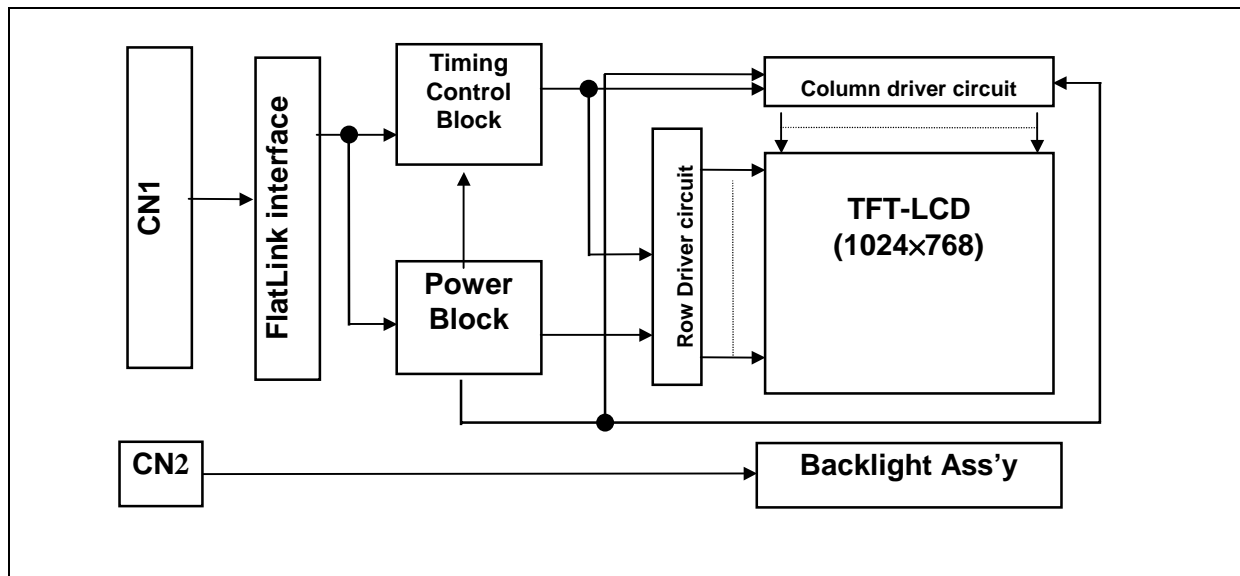 CN1
FlatLink interface
Timing
Control
Block
Power
Block
Row Driver circuit
Column driver circuit
TFT-LCD
(1024×768)
CN2
Backlight Ass’y